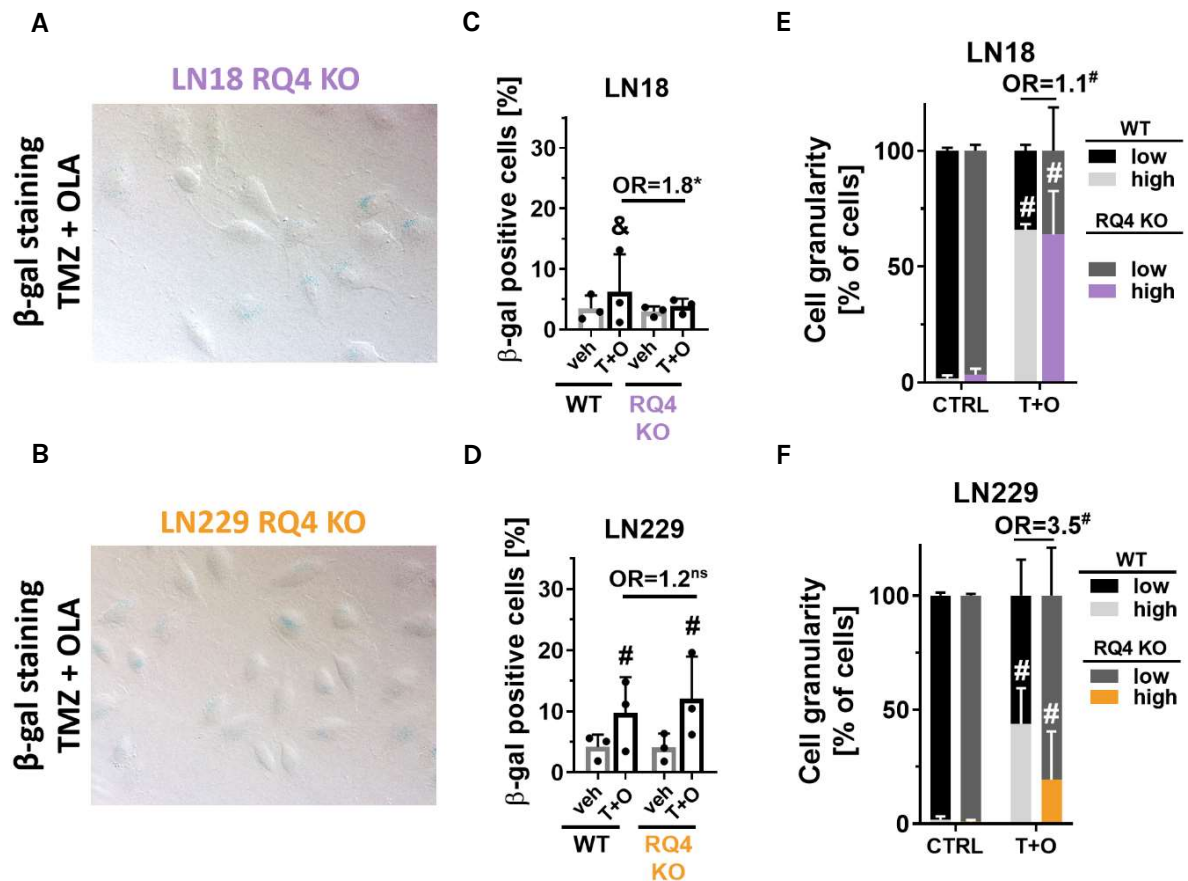 A
LN18 RQ4 KO
β-gal staining
TMZ + OLA
B
LN229 RQ4 KO
β-gal staining
TMZ + OLA
C
LN18
β-gal positive cells [%]
30
20
10
0
OR=1.8*
&
veh
T+O
veh
T+O
WT
RQ4
KO
D
LN229
β-gal positive cells [%]
30
20
10
0
OR=1.2ns
#
#
veh
T+O
veh
T+O
WT
RQ4
KO
E
LN18
OR=1.1#
Cell granularity
[% of cells]
100
50
0
#
#
CTRL
T+O
WT
low
high
RQ4 KO
low
high
F
LN229
OR=3.5#
Cell granularity
[% of cells]
100
50
0
#
#
CTRL
T+O
WT
low
high
RQ4 KO
low
high